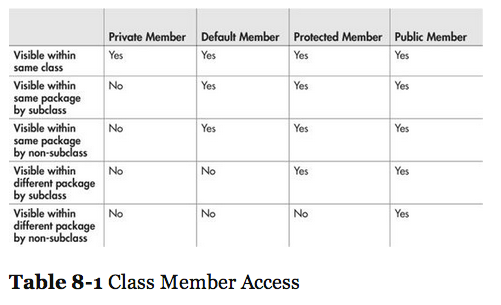 Private Member Default Member Protected Member Public Member
Visible within Yes Yes Yes Yes
same class
Visible within No Yes Yes Yes
same package
by subclass
Visible within No Yes Yes Yes
same package
by non-subclass
Visible within No No Yes Yes
different package
by subclass
Visible within No No No Yes
different package
by non-subclass
Table 8-1 Class Member Access